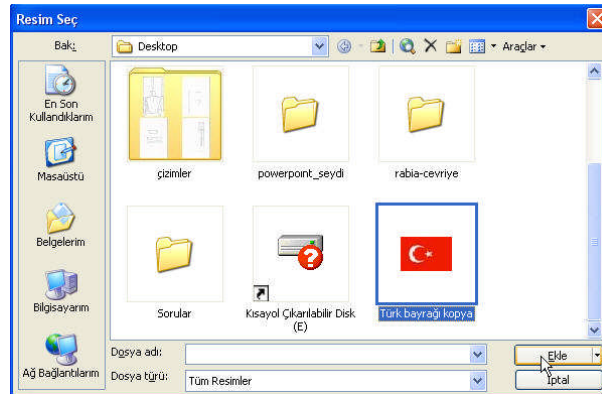 Resim Seç
Bak:
Desktop
Araçlar
En Son
Kullandıklarım
Masaüstü
Belgelerim
Bilgisayarım
Ağ Bağlantılarım
çizimler
powerpoint_seydi
rabia-cevriye
Sorular
Kısayol Çıkarılabilir Disk
(E)
Türk bayrağı kopya
Dosya adı:
Ekle
Dosya türü:
Tüm Resimler
İptal